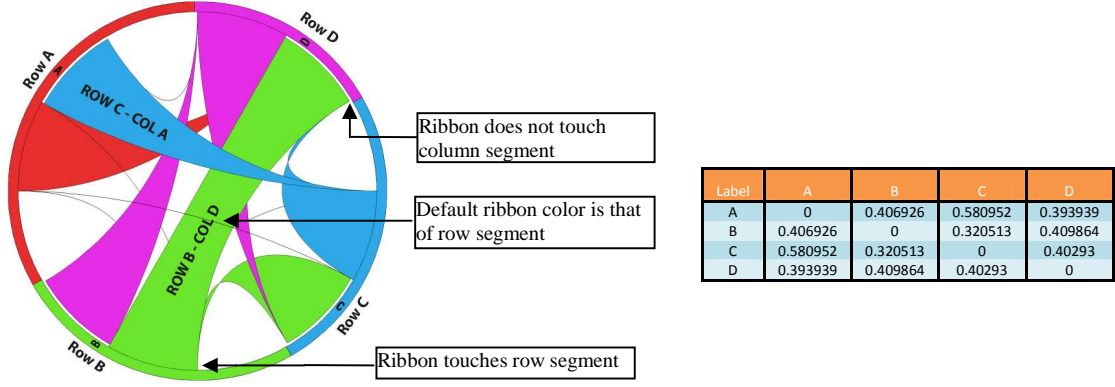 Row A
A
Row D
D
ROW C - COL A
ROW B - COL D
B
Row B
C
Row C
Ribbon does not touch
column segment
Default ribbon color is that
of row segment
Ribbon touches row segment
Label A B C D
A 0 0.406926 0.580952 0.393939
B 0.406926 0 0.320513 0.409864
C 0.580952 0.320513 0 0.40293
D 0.393939 0.409864 0.40293 0